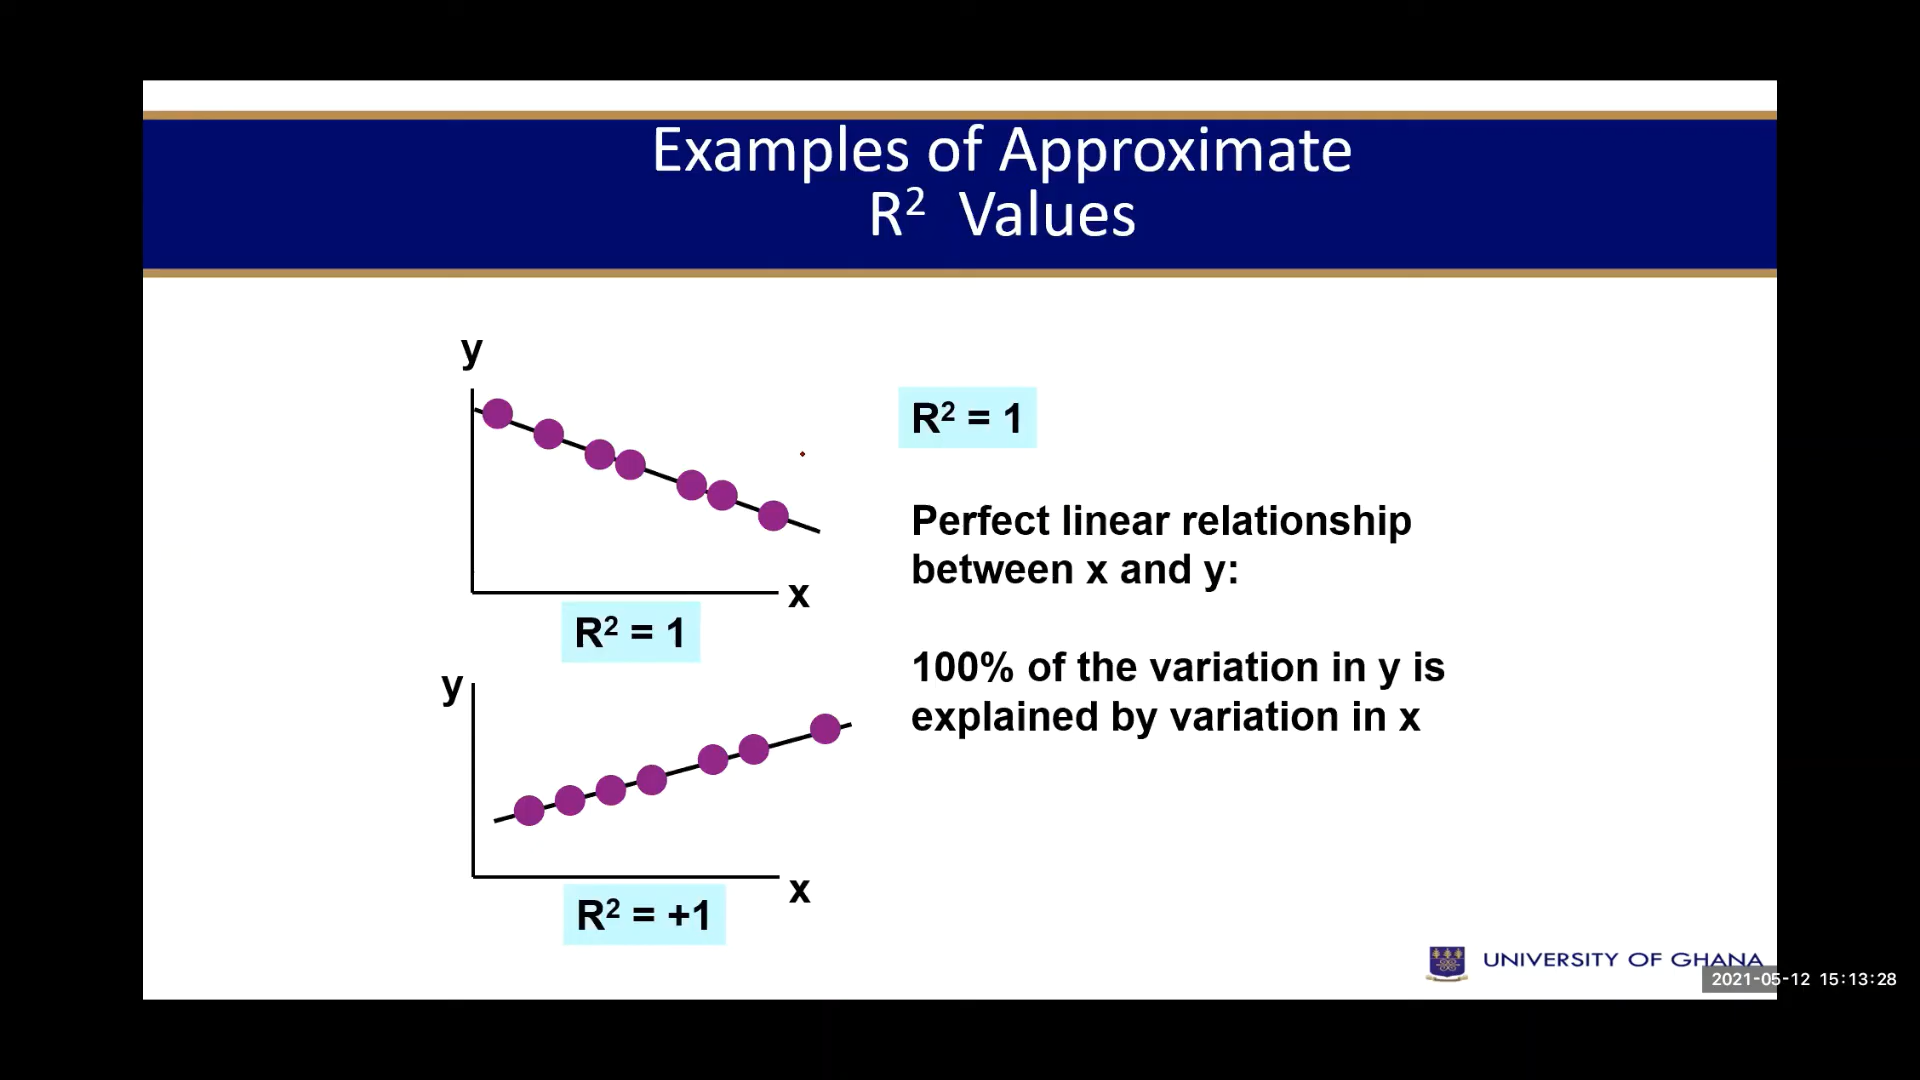 Examples of Approximate
R² Values
y
x
R² = 1
y
x
R² = +1
R² = 1
Perfect linear relationship
between x and y:
100% of the variation in y is
explained by variation in x
UNIVERSITY OF GHANA
2021-05-12 15:13:28